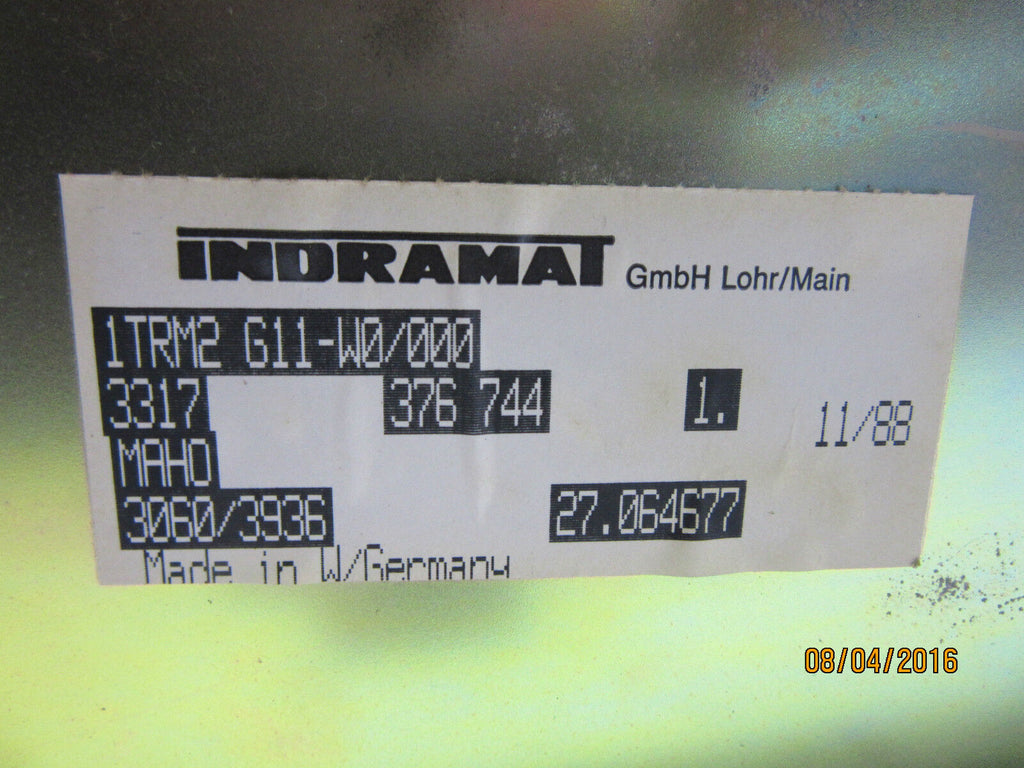 INDRAMAT GmbH Lohr/Main
1TRM2 G11-W0/000
3317 376 744 1. 11/88
MAHO
3060/3936 27.064677
Made in W/Germany
08/04/2016